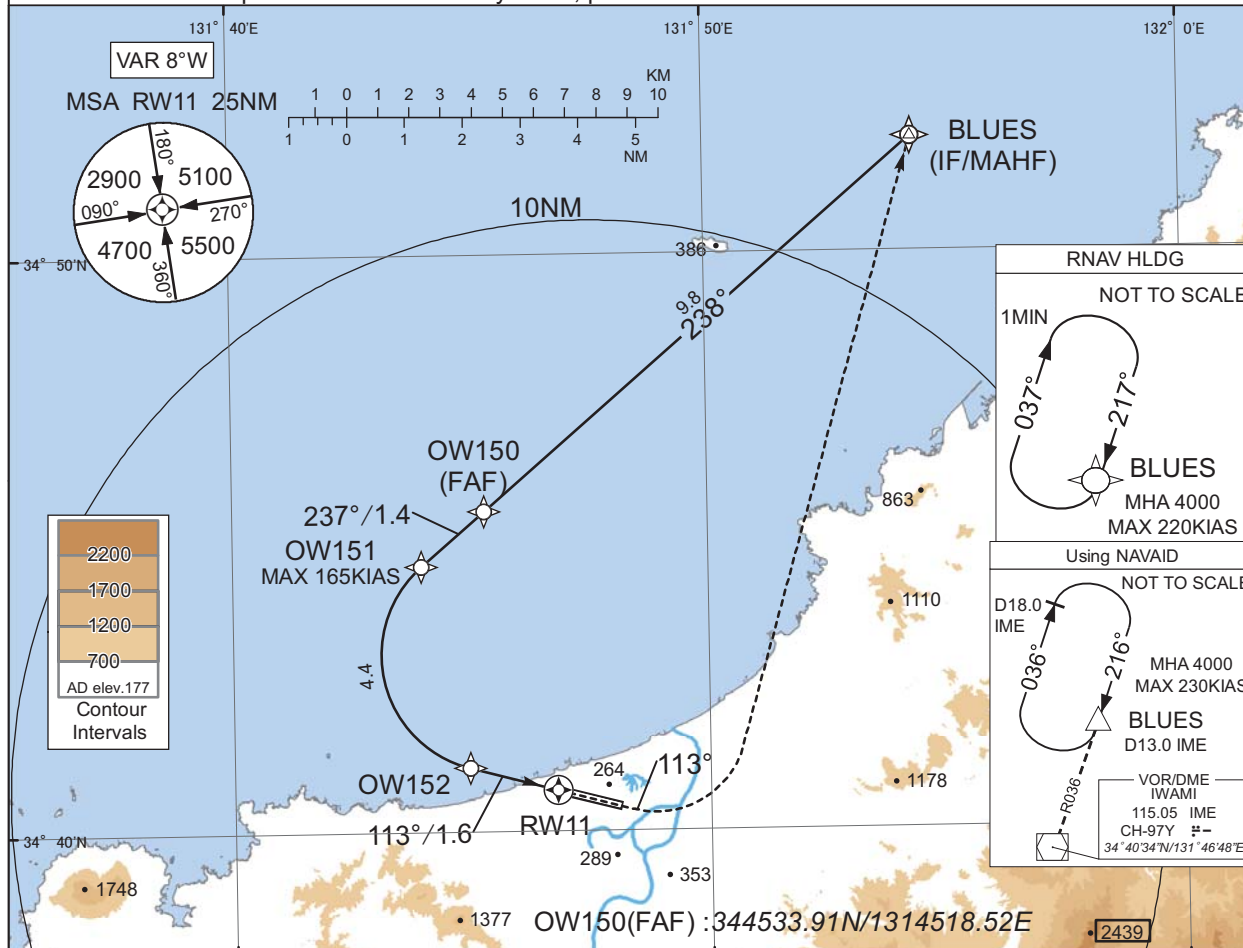 131° 40'E
131° 50'E
132° 0'E
VAR 8°W
MSA RW11 25NM
180°
2900
5100
090°
270°
4700
5500
360°
KM
1 0 1 2 3 4 5 6 7 8 9 10
1 0 1 2 3 4 5
NM
BLUES
(IF/MAHF)
10NM
386
34° 50'N
9.8
238°
RNAV HLDG
NOT TO SCALE
1MIN
037°
217°
BLUES
MHA 4000
MAX 220KIAS
OW150
(FAF)
237°/1.4
OW151
MAX 165KIAS
863
1110
2200
1700
1200
700
AD elev.177
Contour
Intervals
Using NAVAID
NOT TO SCALE
D18.0
IME
036°
216°
MHA 4000
MAX 230KIAS
BLUES
D13.0 IME
R036
VOR/DME
IWAMI
115.05 IME
CH-97Y
34°40'34"N/131°46'48"E
4.4
OW152
113°/1.6
RW11
264
113°
1178
34° 40'N
289
353
1748
1377
OW150(FAF) :344533.91N/1314518.52E
2439